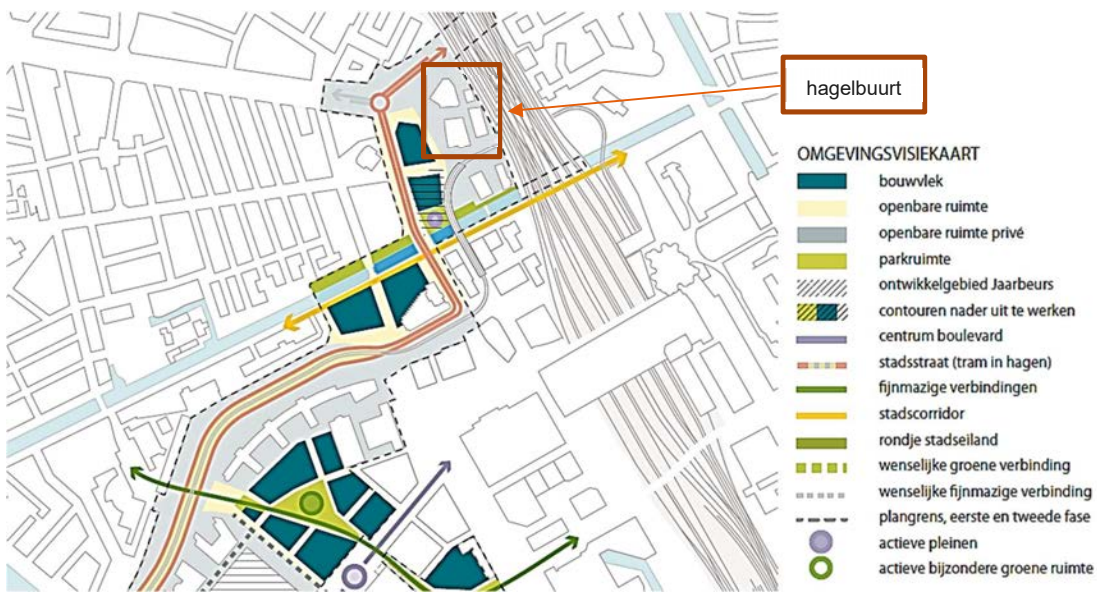 hagelbuurt
OMGEVINGSVISIEKAART
bouwvlek
openbare ruimte
openbare ruimte privé
parkruimte
ontwikkelgebied Jaarbeurs
contouren nader uit te werken
centrum boulevard
stadsstraat (tram in hagen)
fijnmazige verbindingen
stadscorridor
rondje stadseiland
wenselijke groene verbinding
wenselijke fijnmazige verbinding
plangrens, eerste en tweede fase
actieve pleinen
actieve bijzondere groene ruimte